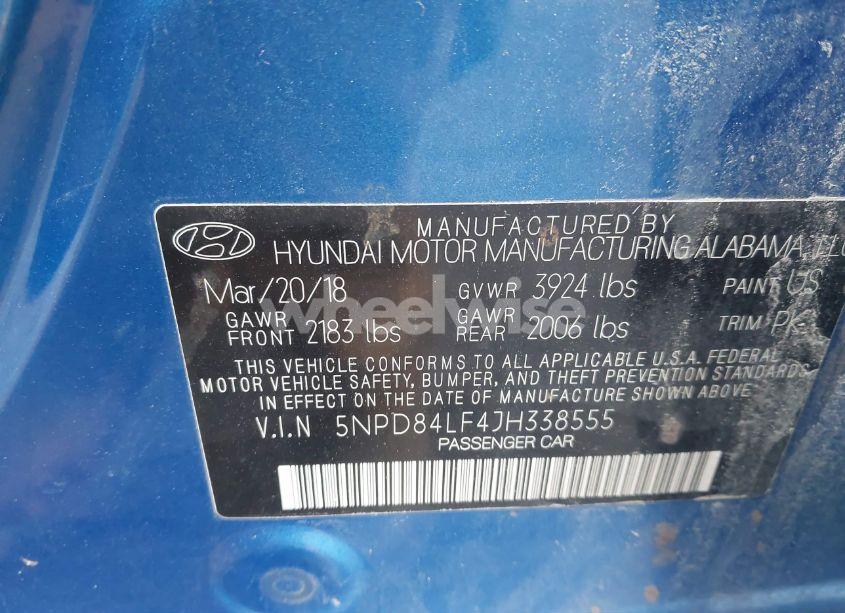 MANUFACTURED BY
HYUNDAI MOTOR MANUFACTURING ALABAMA, LLC
Mar/20/18 GVWR 3924 lbs PAINT US
GAWR FRONT 2183 lbs GAWR REAR 2006 lbs TRIM PK
THIS VEHICLE CONFORMS TO ALL APPLICABLE U.S.A. FEDERAL
MOTOR VEHICLE SAFETY, BUMPER, AND THEFT PREVENTION STANDARDS
IN EFFECT ON THE DATE OF MANUFACTURE SHOWN ABOVE
V.I.N 5NPD84LF4JH338555
PASSENGER CAR
wheelwise